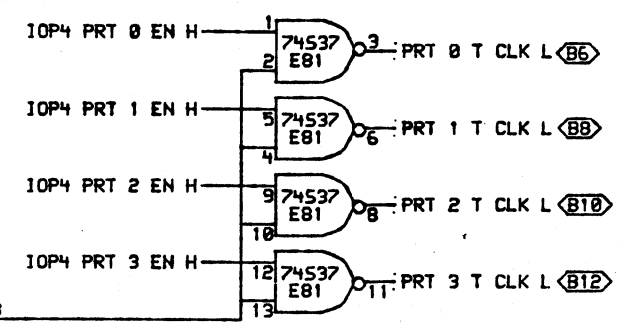 IOP4 PRT 0 EN H 1 3
74S37 PRT 0 T CLK L B6
2 E81
IOP4 PRT 1 EN H 5 74S37 PRT 1 T CLK L B8
E81 6
4
IOP4 PRT 2 EN H 9 74S37 PRT 2 T CLK L B10
E81 8
10
IOP4 PRT 3 EN H 12 74S37 PRT 3 T CLK L B12
E81 11
13